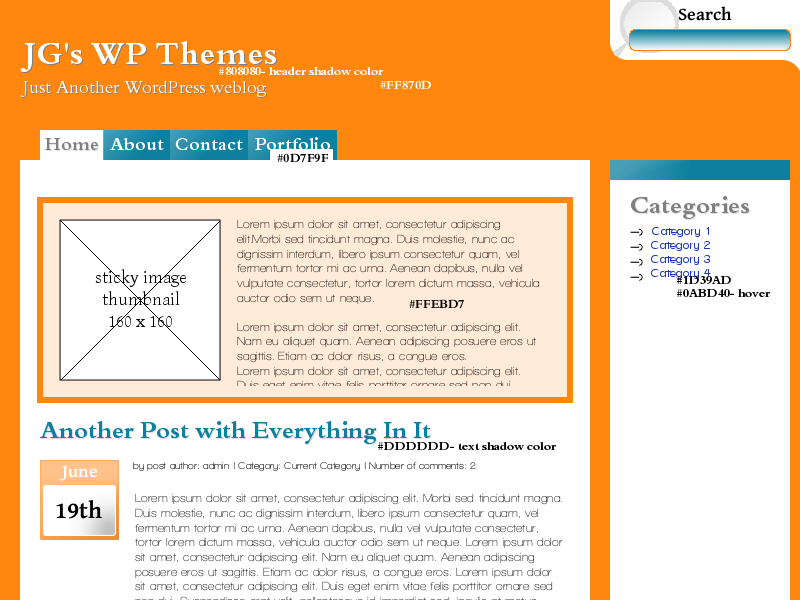 Search
JG's WP Themes
#808080- header shadow color
Just Another WordPress weblog
#FF870D
Home About Contact Portfolio
#0D7F9F
Categories
Category 1
Category 2
Category 3
Category 4
#1D39AD
#0ABD40- hover
sticky image
thumbnail
160 x 160
Lorem ipsum dolor sit amet, consectetur adipiscing
elit.Morbi sed tincidunt magna. Duis molestie, nunc ac
dignissim interdum, libero ipsum consectetur quam, vel
fermentum tortor mi ac urna. Aenean dapibus, nulla vel
vulputate consectetur, tortor lorem dictum massa, vehicula
auctor odio sem ut neque.
#FFEBD7
Lorem ipsum dolor sit amet, consectetur adipiscing elit.
Nam eu aliquet quam. Aenean adipiscing posuere eros ut
sagittis. Etiam ac dolor risus, a congue eros.
Lorem ipsum dolor sit amet, consectetur adipiscing elit.
Duis eget enim vitae felis porttitor ornare sed non dui
Another Post with Everything In It
#DDDDDD- text shadow color
June
19th
by post author: admin | Category: Current Category | Number of comments: 2
Lorem ipsum dolor sit amet, consectetur adipiscing elit. Morbi sed tincidunt magna.
Duis molestie, nunc ac dignissim interdum, libero ipsum consectetur quam, vel
fermentum tortor mi ac urna. Aenean dapibus, nulla vel vulputate consectetur,
tortor lorem dictum massa, vehicula auctor odio sem ut neque. Lorem ipsum dolor
sit amet, consectetur adipiscing elit. Nam eu aliquet quam. Aenean adipiscing
posuere eros ut sagittis. Etiam ac dolor risus, a congue eros. Lorem ipsum dolor
sit amet, consectetur adipiscing elit. Duis eget enim vitae felis porttitor ornare sed